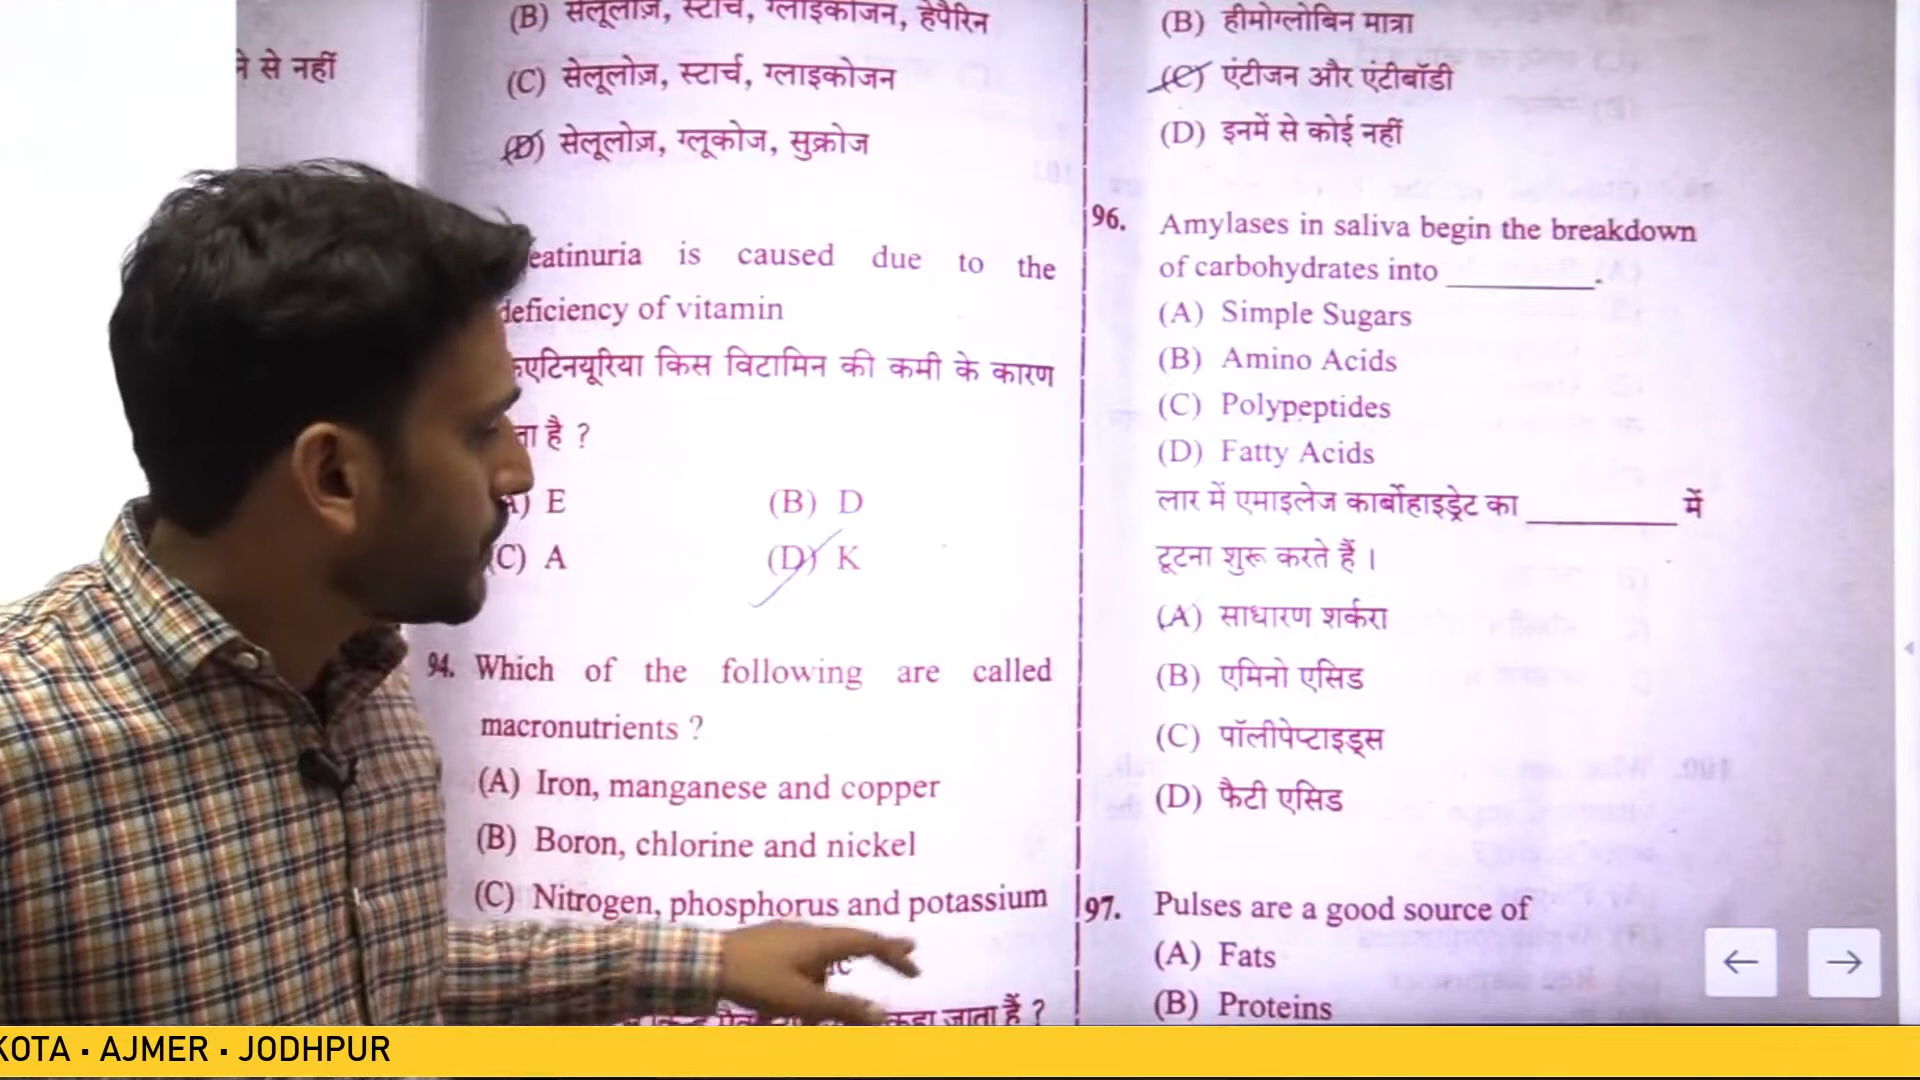 ने से नहीं
(B) सेलूलोज़, स्टार्च, ग्लाइकोजन, हेपैरिन
(C) सेलूलोज़, स्टार्च, ग्लाइकोजन
(D) सेलूलोज़, ग्लूकोज, सुक्रोज
eatinuria is caused due to the
deficiency of vitamin
एटिनयूरिया किस विटामिन की कमी के कारण
ता है ?
A) E (B) D
(C) A (D) K
94. Which of the following are called
macronutrients ?
(A) Iron, manganese and copper
(B) Boron, chlorine and nickel
(C) Nitrogen, phosphorus and potassium
कहा जाता हैं ?
(B) हीमोग्लोबिन मात्रा
(C) एंटीजन और एंटीबॉडी
(D) इनमें से कोई नहीं
96. Amylases in saliva begin the breakdown
of carbohydrates into __________.
(A) Simple Sugars
(B) Amino Acids
(C) Polypeptides
(D) Fatty Acids
लार में एमाइलेज कार्बोहाइड्रेट का __________ में
टूटना शुरू करते हैं ।
(A) साधारण शर्करा
(B) एमिनो एसिड
(C) पॉलीपेप्टाइड्स
(D) फैटी एसिड
97. Pulses are a good source of
(A) Fats
(B) Proteins
KOTA · AJMER · JODHPUR